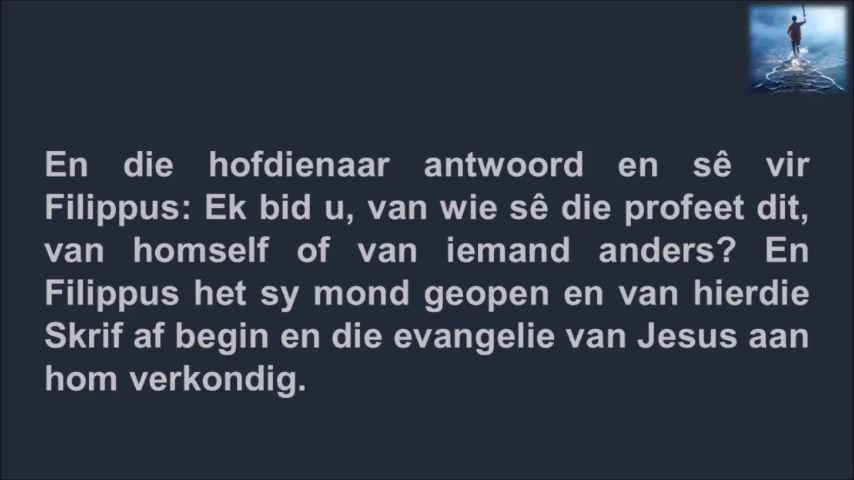 En die hofdienaar antwoord en sê vir
Filippus: Ek bid u, van wie sê die profeet dit,
van homself of van iemand anders? En
Filippus het sy mond geopen en van hierdie
Skrif af begin en die evangelie van Jesus aan
hom verkondig.